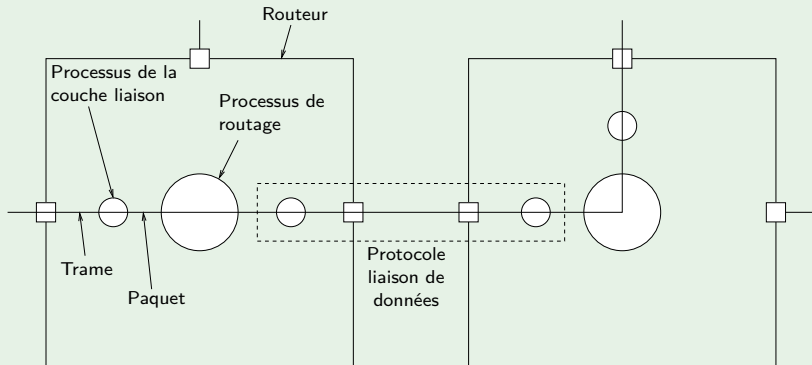 Routeur
Processus de la
couche liaison
Processus de
routage
Trame
Paquet
Protocole
liaison de
données